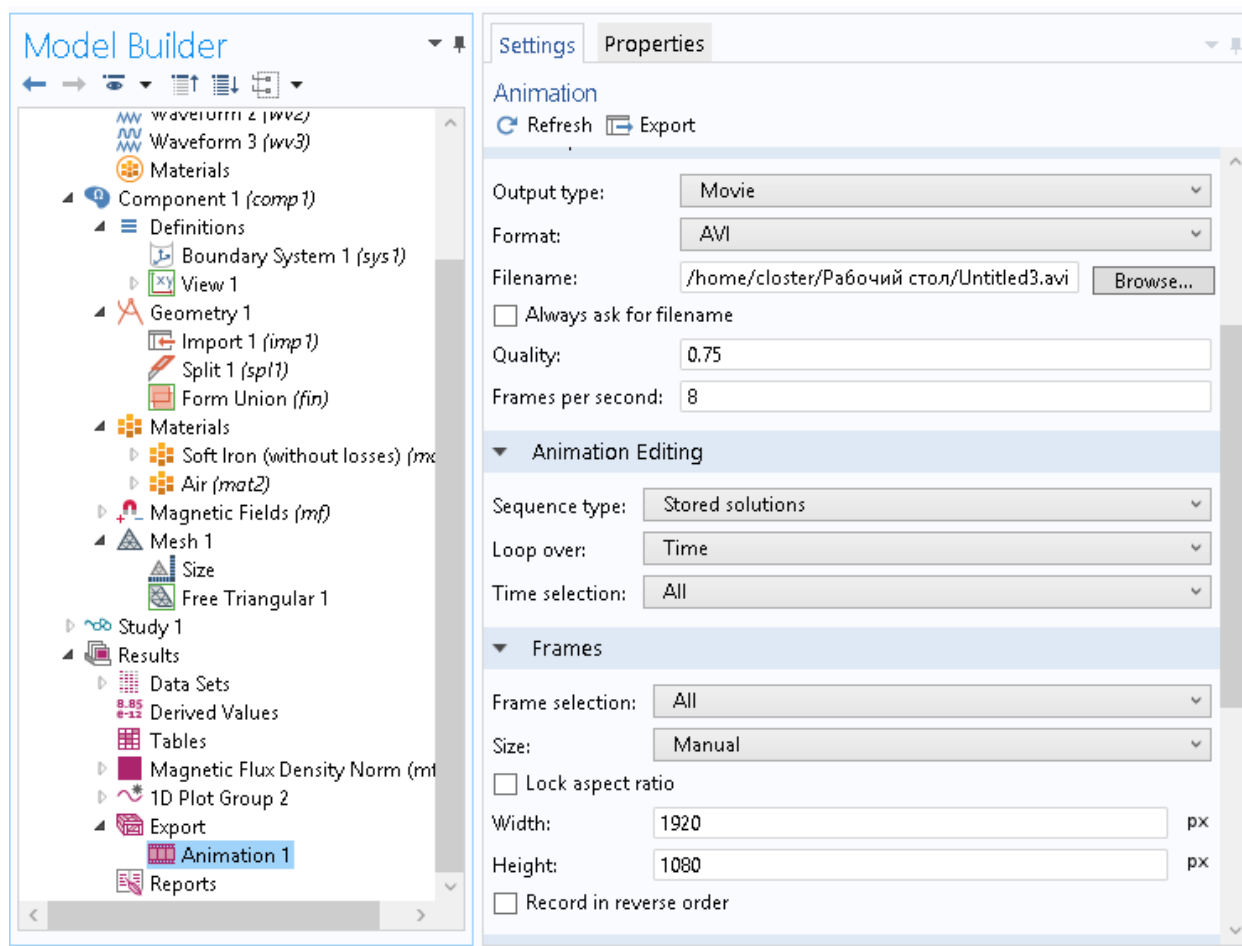 Model Builder
Waveform 2 (wv2)
Waveform 3 (wv3)
Materials
Component 1 (comp1)
Definitions
Boundary System 1 (sys1)
View 1
Geometry 1
Import 1 (imp1)
Split 1 (spl1)
Form Union (fin)
Materials
Soft Iron (without losses) (ma
Air (mat2)
Magnetic Fields (mf)
Mesh 1
Size
Free Triangular 1
Study 1
Results
Data Sets
8.85
e-12
Derived Values
Tables
Magnetic Flux Density Norm (mf
1D Plot Group 2
Export
Animation 1
Reports
Settings Properties
Animation
Refresh Export
Output type: Movie
Format: AVI
Filename: /home/closter/Рабочий стол/Untitled3.avi Browse...
Always ask for filename
Quality: 0.75
Frames per second: 8
Animation Editing
Sequence type: Stored solutions
Loop over: Time
Time selection: All
Frames
Frame selection: All
Size: Manual
Lock aspect ratio
Width: 1920 px
Height: 1080 px
Record in reverse order